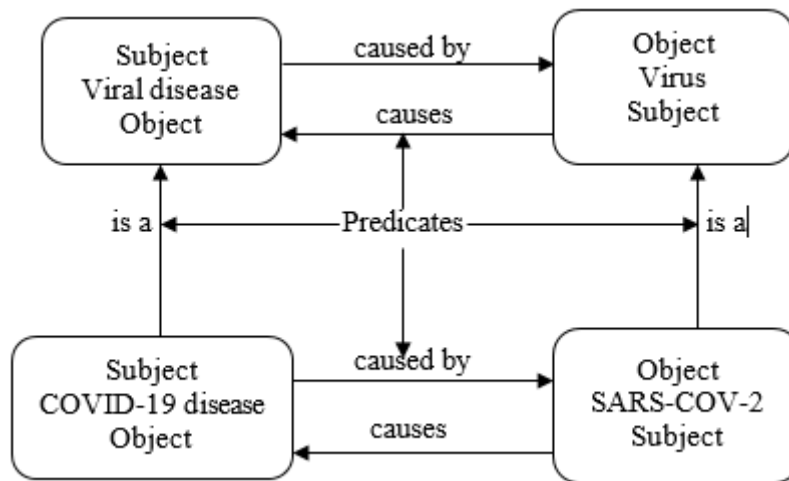 Subject
Viral disease
Object
caused by
causes
Object
Virus
Subject
is a
Predicates
is a
Subject
COVID-19 disease
Object
caused by
causes
Object
SARS-COV-2
Subject